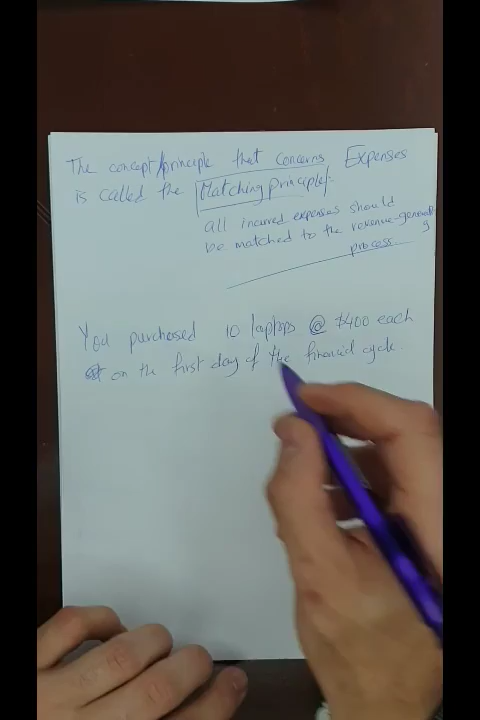 The concept/principle that concerns Expenses
is called the Matching principle.
all incurred expenses should
be matched to the revenue-generating
process
You purchased 10 laptops @ $400 each
on the first day of the financial cycle.